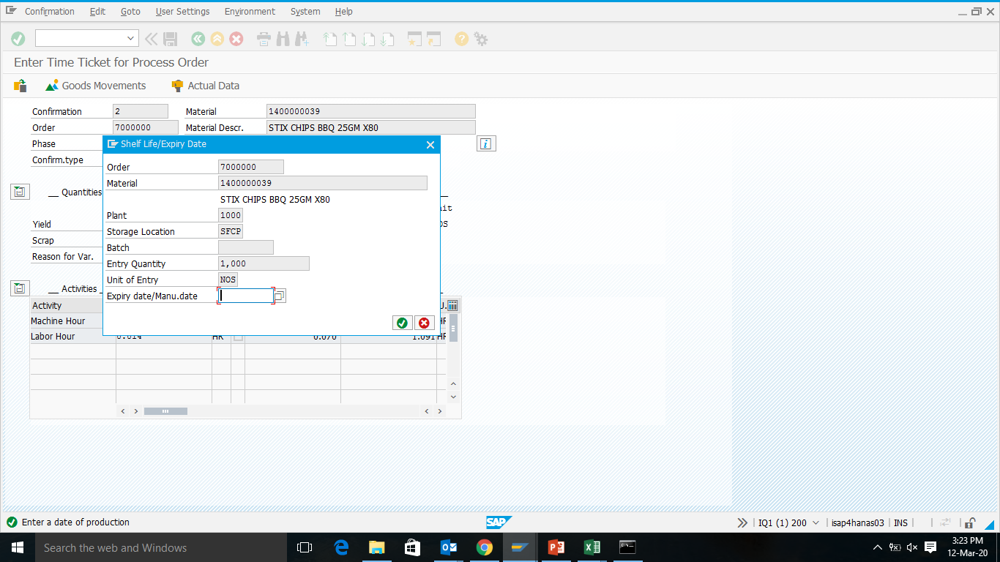 Confirmation Edit Goto User Settings Environment System Help
Enter Time Ticket for Process Order
Goods Movements Actual Data
Confirmation 2 Material 1400000039
Order 7000000 Material Descr. STIX CHIPS BBQ 25GM X80
Phase
Confirm.type
Shelf Life/Expiry Date
Order 7000000
Material 1400000039
STIX CHIPS BBQ 25GM X80
Plant 1000
Storage Location SFCP
Batch
Entry Quantity 1,000
Unit of Entry NOS
Expiry date/Manu.date
Quantities
Yield
Scrap
Reason for Var.
Activities
Activity
Machine Hour
Labor Hour 0.014 HR 0.070 1.091 HR
Enter a date of production
SAP
IQ1 (1) 200 isap4hanas03 INS
Search the web and Windows
3:23 PM
12-Mar-20